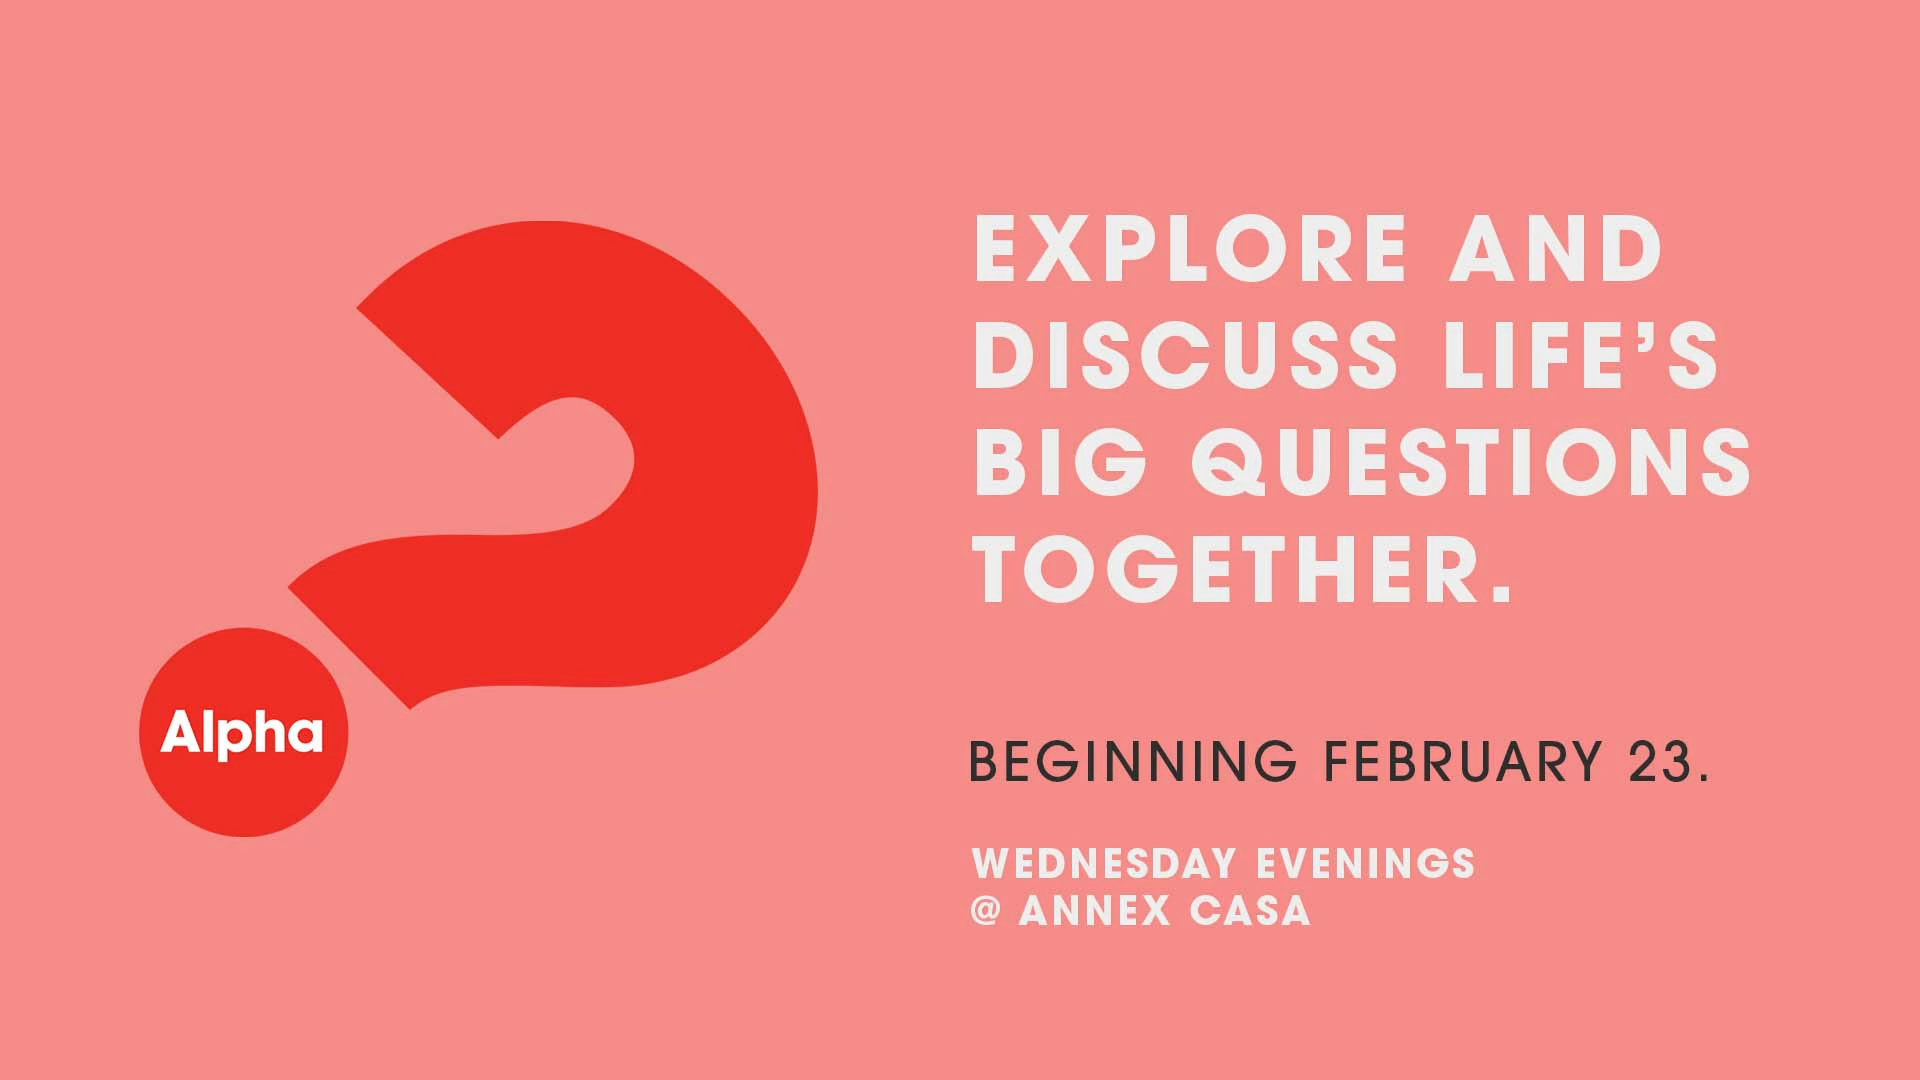 EXPLORE AND
DISCUSS LIFE’S
BIG QUESTIONS
TOGETHER.
Alpha
BEGINNING FEBRUARY 23.
WEDNESDAY EVENINGS
@ ANNEX CASA